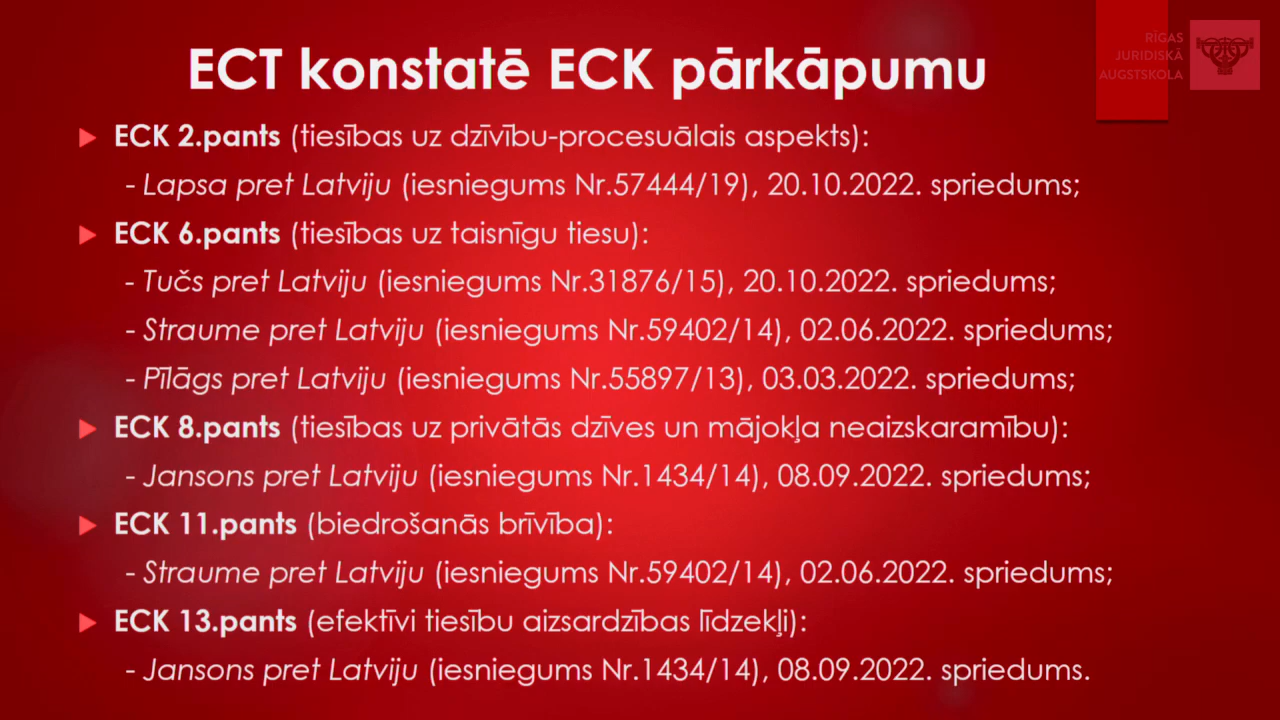 RĪGAS
JURIDISKĀ
AUGSTSKOLA
ECT konstatē ECK pārkāpumu
ECK 2.pants (tiesības uz dzīvību-procesuālais aspekts):
- Lapsa pret Latviju (iesniegums Nr.57444/19), 20.10.2022. spriedums;
ECK 6.pants (tiesības uz taisnīgu tiesu):
- Tučs pret Latviju (iesniegums Nr.31876/15), 20.10.2022. spriedums;
- Straume pret Latviju (iesniegums Nr.59402/14), 02.06.2022. spriedums;
- Pīlāgs pret Latviju (iesniegums Nr.55897/13), 03.03.2022. spriedums;
ECK 8.pants (tiesības uz privātās dzīves un mājokļa neaizskaramību):
- Jansons pret Latviju (iesniegums Nr.1434/14), 08.09.2022. spriedums;
ECK 11.pants (biedrošanās brīvība):
- Straume pret Latviju (iesniegums Nr.59402/14), 02.06.2022. spriedums;
ECK 13.pants (efektīvi tiesību aizsardzības līdzekļi):
- Jansons pret Latviju (iesniegums Nr.1434/14), 08.09.2022. spriedums.